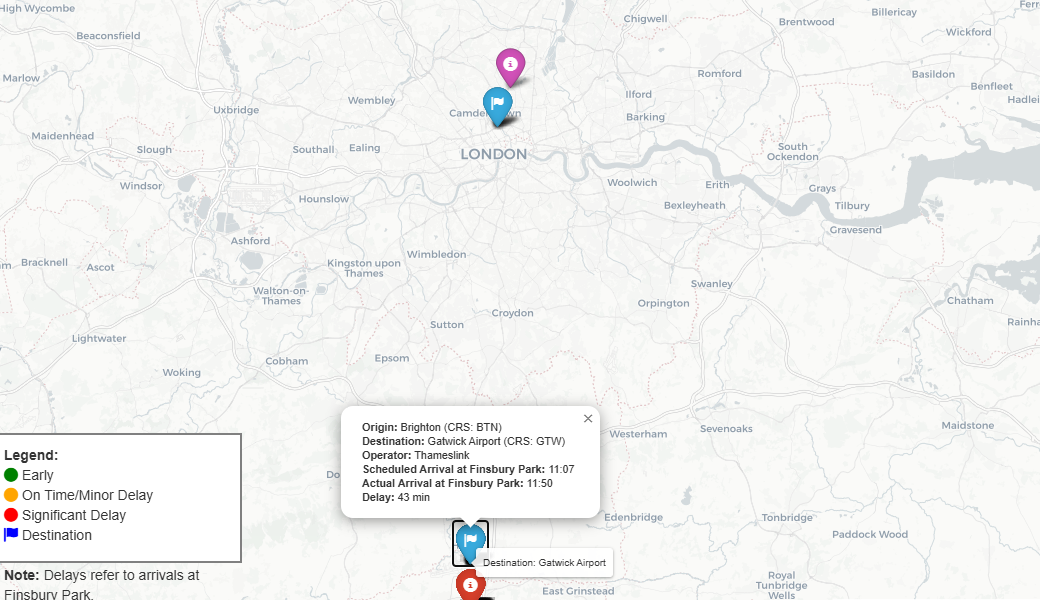 High Wycombe
Beaconsfield
Chigwell
Brentwood
Billericay
Wickford
Marlow
Romford
Basildon
Benfleet
Uxbridge
Wembley
Ilford
Camden Town
Barking
Maidenhead
Slough
Southall
Ealing
LONDON
South
Ockendon
Windsor
Woolwich
Erith
Grays
Hounslow
Bexleyheath
Tilbury
Gravesend
Ashford
Wimbledon
Bracknell
Ascot
Kingston upon
Thames
Swanley
Walton-on-
Thames
Orpington
Chatham
Croydon
Sutton
Lightwater
Cobham
Epsom
Woking
Origin: Brighton (CRS: BTN)
Destination: Gatwick Airport (CRS: GTW)
Operator: Thameslink
Scheduled Arrival at Finsbury Park: 11:07
Actual Arrival at Finsbury Park: 11:50
Delay: 43 min
×
Westerham
Sevenoaks
Maidstone
Legend:
Early
On Time/Minor Delay
Significant Delay
Destination
Edenbridge
Tonbridge
Paddock Wood
Destination: Gatwick Airport
East Grinstead
Royal
Tunbridge
Wells
Note: Delays refer to arrivals at
Finsbury Park.